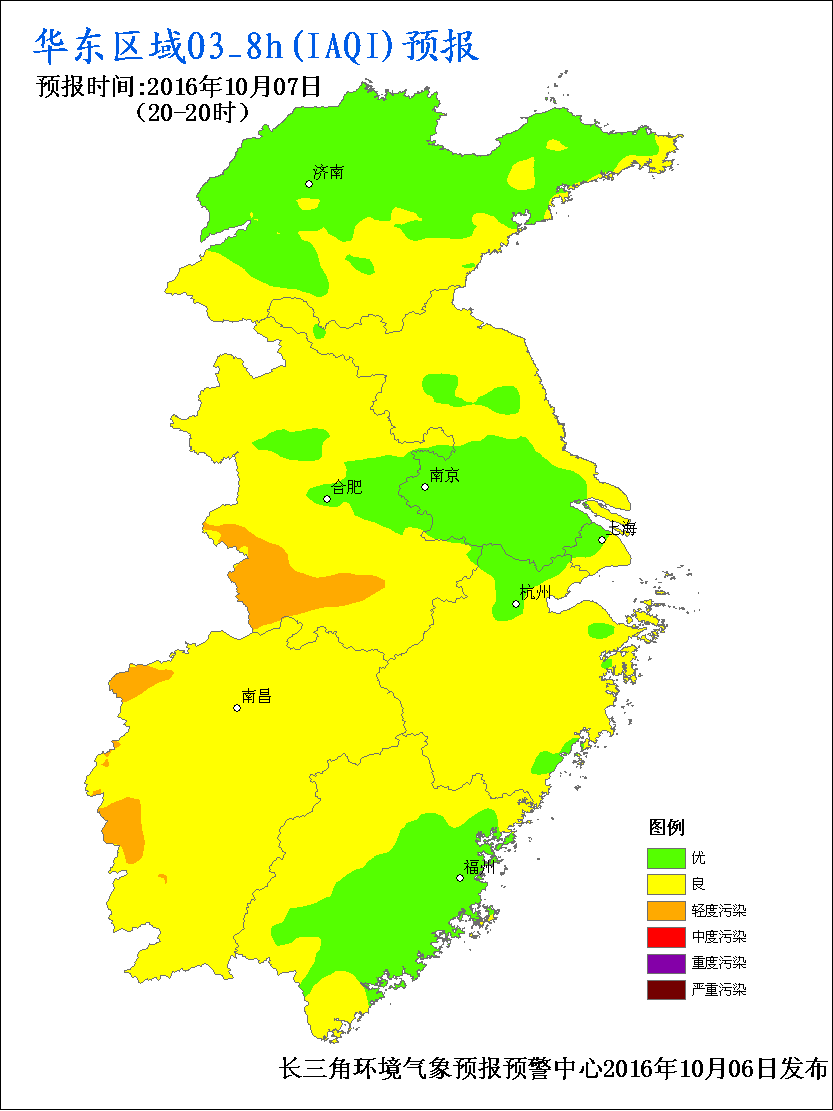 华东区域O3_8h(IAQI)预报
预报时间:2016年10月07日
(20-20时)
济南
南京
合肥
上海
杭州
南昌
福州
图例
优
良
轻度污染
中度污染
重度污染
严重污染
长三角环境气象预报预警中心2016年10月06日发布